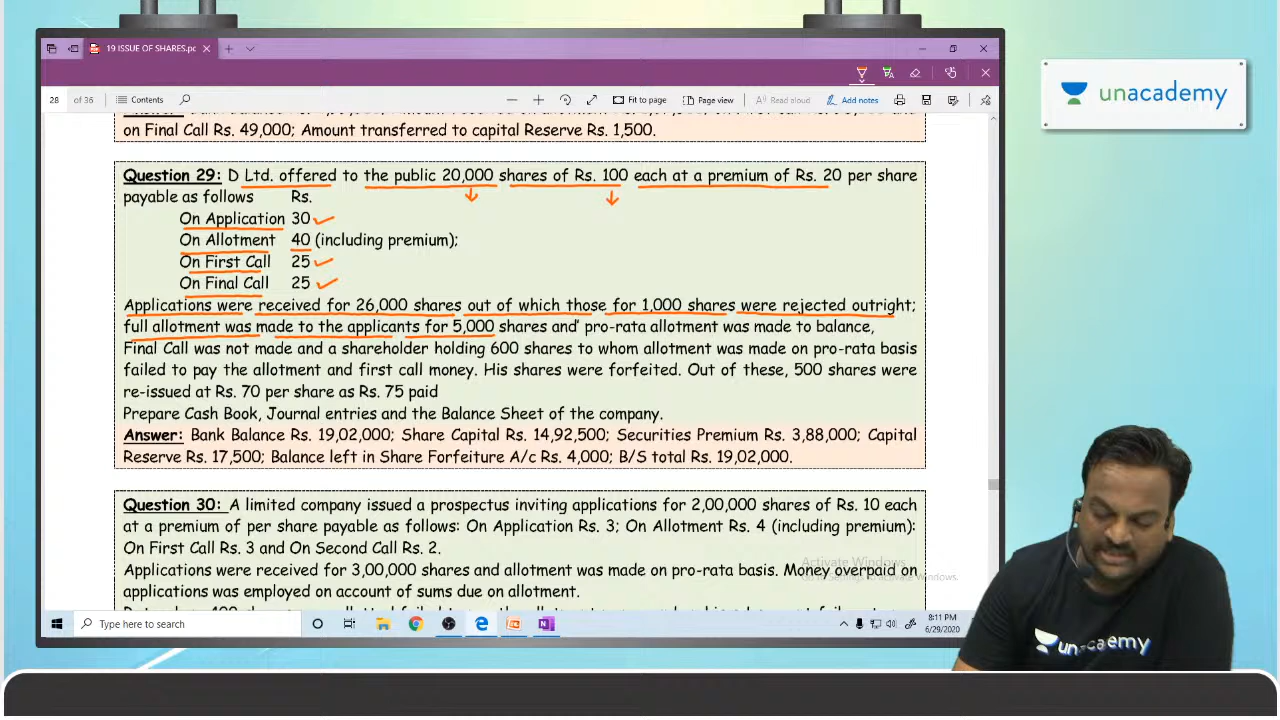 19 ISSUE OF SHARES.pc
28 of 36 Contents Fit to page Page view Read aloud Add notes
unacademy
on Final Call Rs. 49,000; Amount transferred to capital Reserve Rs. 1,500.
Question 29: D Ltd. offered to the public 20,000 shares of Rs. 100 each at a premium of Rs. 20 per share
payable as follows Rs.
On Application 30
On Allotment 40 (including premium);
On First Call 25
On Final Call 25
Applications were received for 26,000 shares out of which those for 1,000 shares were rejected outright;
full allotment was made to the applicants for 5,000 shares and pro-rata allotment was made to balance,
Final Call was not made and a shareholder holding 600 shares to whom allotment was made on pro-rata basis
failed to pay the allotment and first call money. His shares were forfeited. Out of these, 500 shares were
re-issued at Rs. 70 per share as Rs. 75 paid
Prepare Cash Book, Journal entries and the Balance Sheet of the company.
Answer: Bank Balance Rs. 19,02,000; Share Capital Rs. 14,92,500; Securities Premium Rs. 3,88,000; Capital
Reserve Rs. 17,500; Balance left in Share Forfeiture A/c Rs. 4,000; B/S total Rs. 19,02,000.
Question 30: A limited company issued a prospectus inviting applications for 2,00,000 shares of Rs. 10 each
at a premium of per share payable as follows: On Application Rs. 3; On Allotment Rs. 4 (including premium):
On First Call Rs. 3 and On Second Call Rs. 2.
Applications were received for 3,00,000 shares and allotment was made on pro-rata basis. Money overpaid on
applications was employed on account of sums due on allotment.
Activate Windows
Go to Settings to activate Windows.
Type here to search
8:11 PM
6/29/2020
unacademy